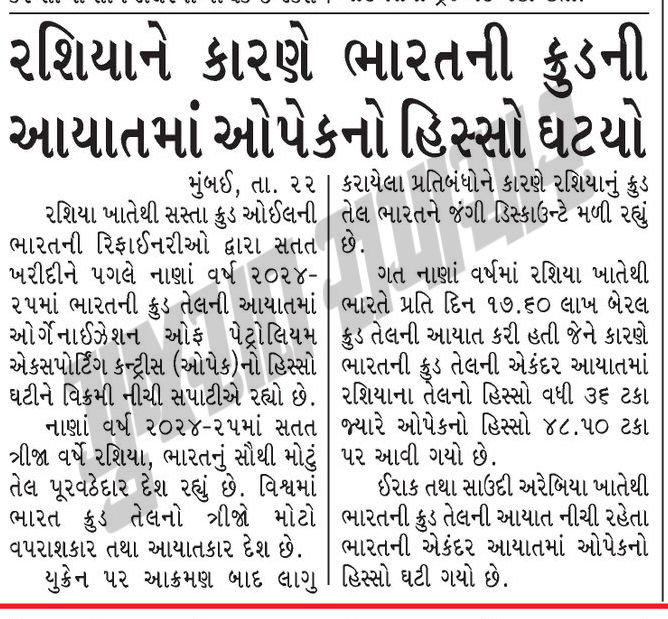 રશિયાને કારણે ભારતની ક્રુડની
આયાતમાં ઓપેકનો હિસ્સો ઘટયો
મુંબઈ, તા. ૨૨
રશિયા ખાતેથી સસ્તા ક્રુડ ઓઈલની
ભારતની રિફાઈનરીઓ દ્વારા સતત
ખરીદીને પગલે નાણાં વર્ષ ૨૦૨૪-
૨૫માં ભારતની ક્રુડ તેલની આયાતમાં
ઓર્ગેનાઈઝેશન ઓફ પેટ્રોલિયમ
એકસપોર્ટિંગ કન્ટ્રીસ (ઓપેક)નો હિસ્સો
ઘટીને વિક્રમી નીચી સપાટીએ રહ્યો છે.
નાણાં વર્ષ ૨૦૨૪-૨૫માં સતત
ત્રીજા વર્ષે રશિયા, ભારતનું સૌથી મોટું
તેલ પૂરવઠેદાર દેશ રહ્યું છે. વિશ્વમાં
ભારત ક્રુડ તેલનો ત્રીજો મોટો
વપરાશકાર તથા આયાતકાર દેશ છે.
યુક્રેન પર આક્રમણ બાદ લાગુ
કરાયેલા પ્રતિબંધોને કારણે રશિયાનું ક્રુડ
તેલ ભારતને જંગી ડિસ્કાઉન્ટે મળી રહ્યું
છે.
ગત નાણાં વર્ષમાં રશિયા ખાતેથી
ભારતે પ્રતિ દિન ૧૭.૬૦ લાખ બેરલ
ક્રુડ તેલની આયાત કરી હતી જેને કારણે
ભારતની ક્રુડ તેલની એકંદર આયાતમાં
રશિયાના તેલનો હિસ્સો વધી ૩૬ ટકા
જ્યારે ઓપેકનો હિસ્સો ૪૮.૫૦ ટકા
પર આવી ગયો છે.
ઈરાક તથા સાઉદી અરેબિયા ખાતેથી
ભારતની ક્રુડ તેલની આયાત નીચી રહેતા
ભારતની એકંદર આયાતમાં ઓપેકનો
હિસ્સો ઘટી ગયો છે.
ગુજરાત સમાચાર